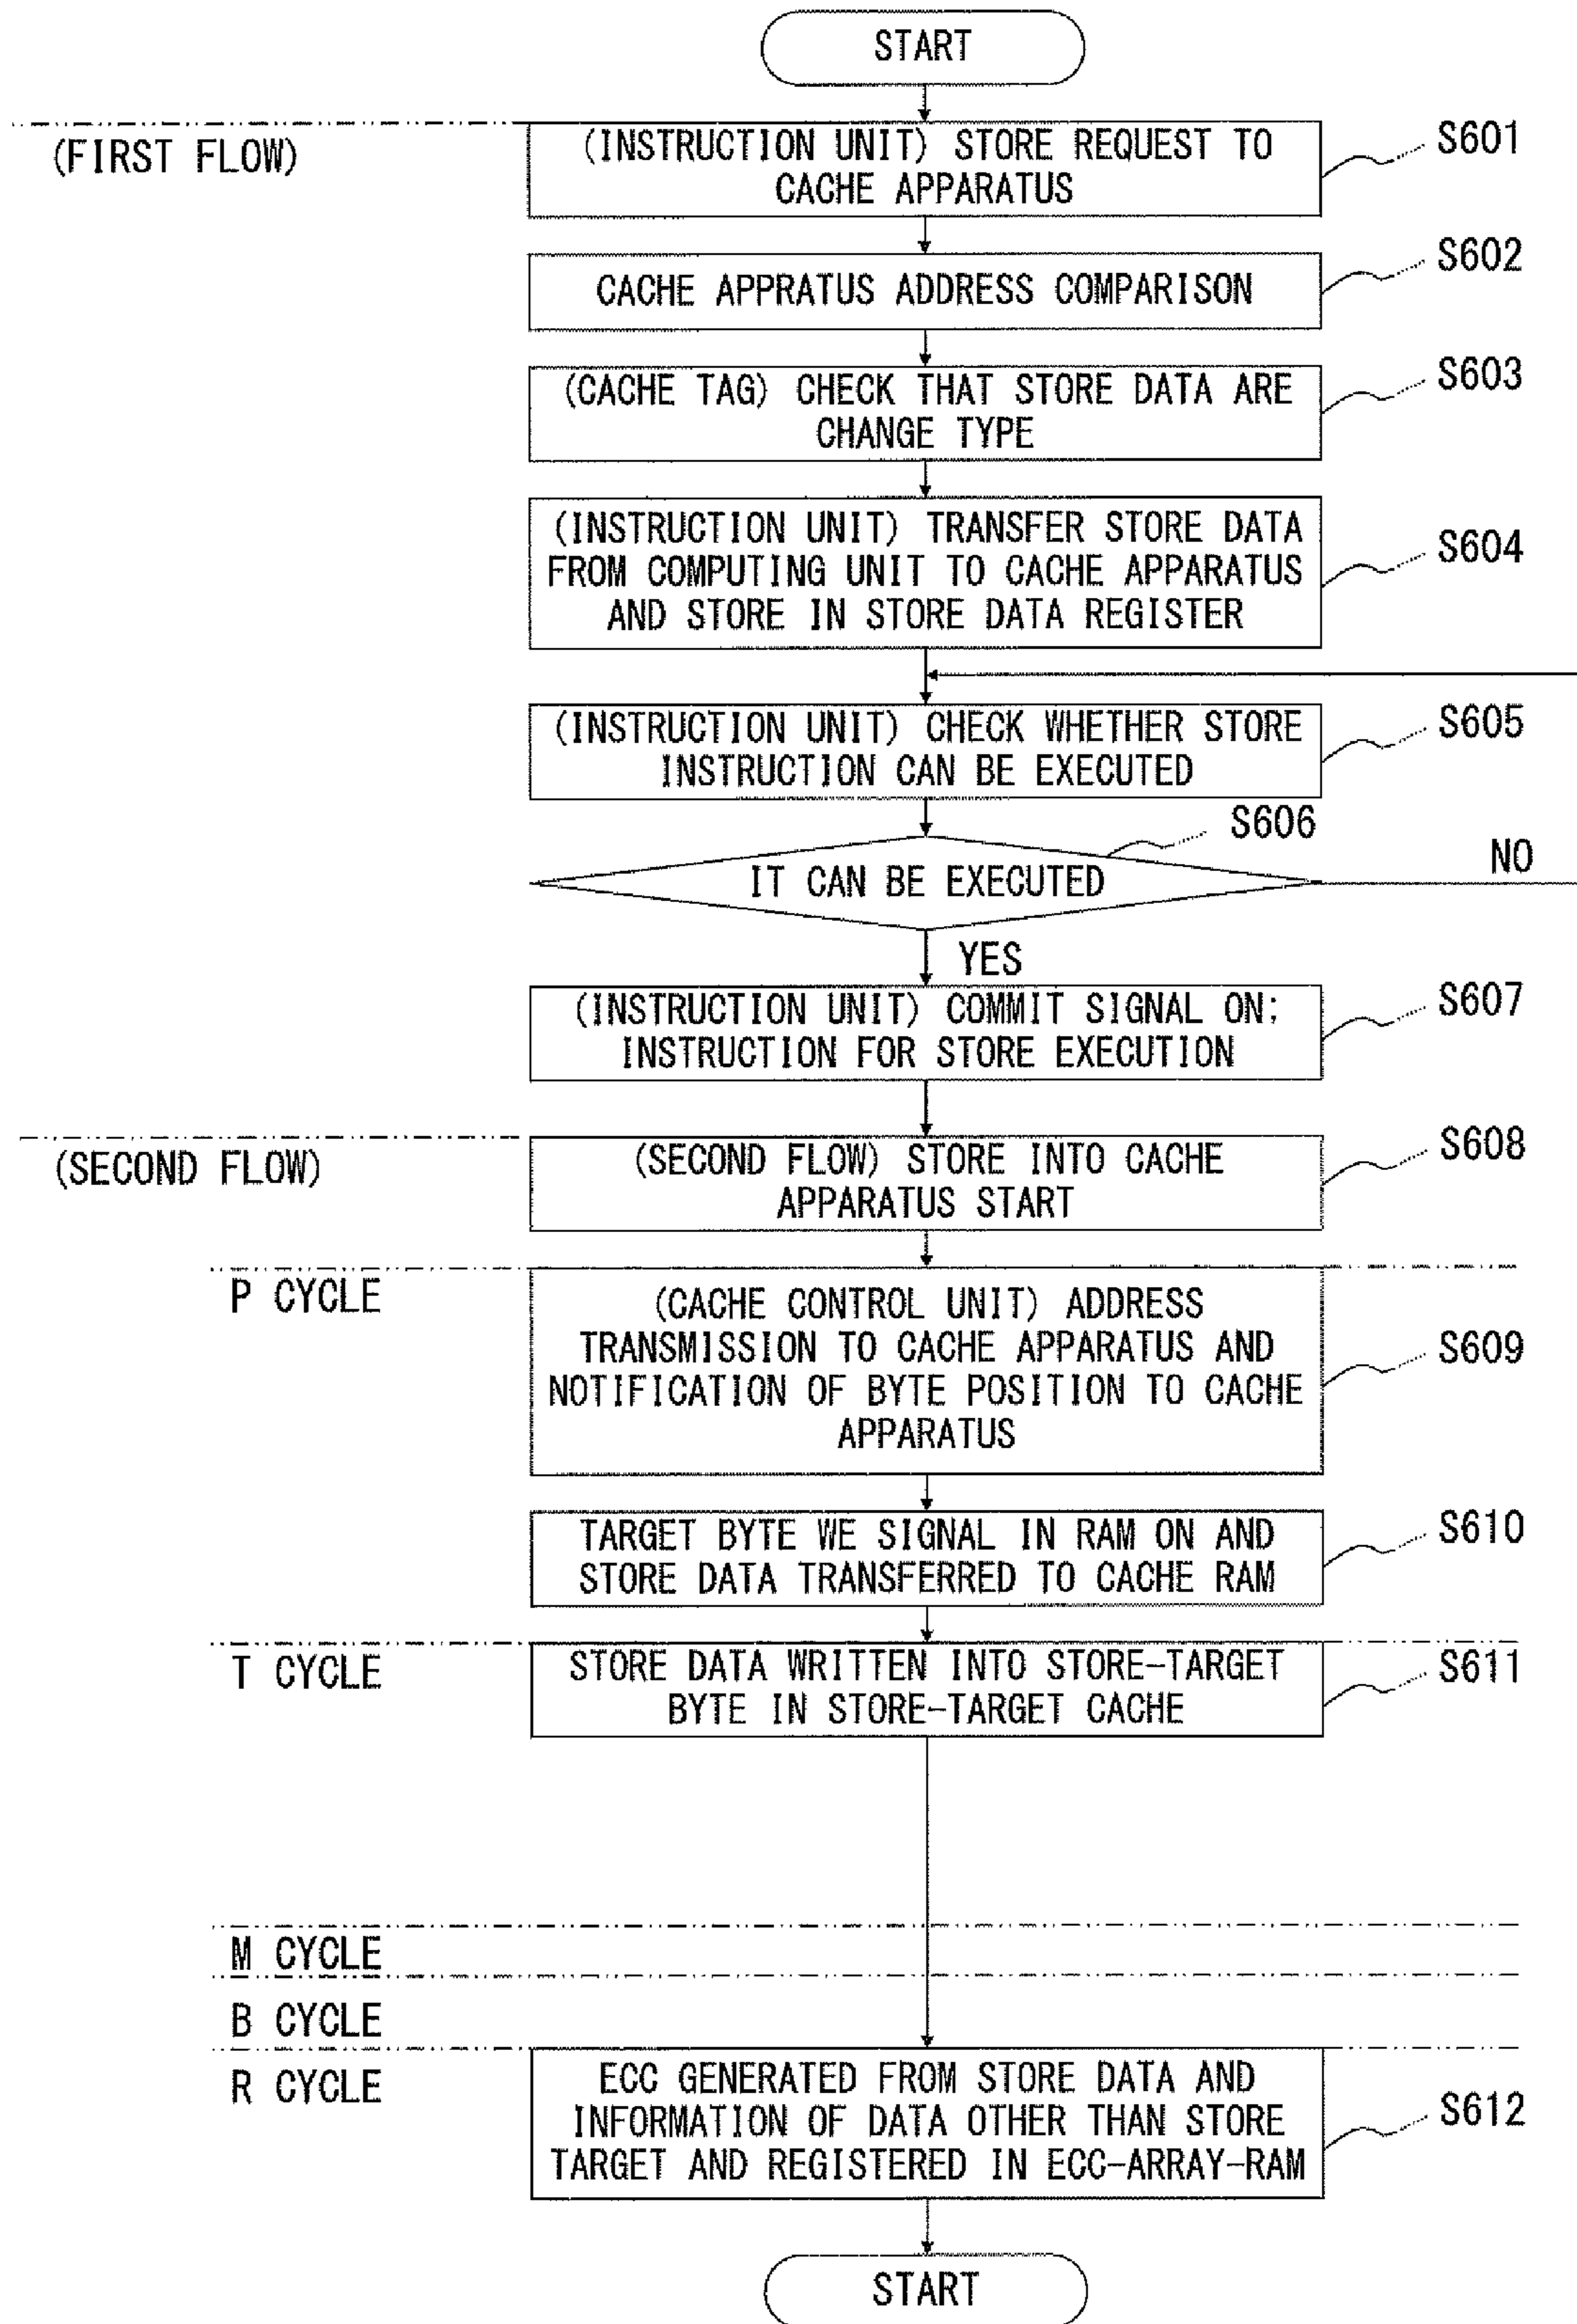 START
(FIRST FLOW)
(INSTRUCTION UNIT) STORE REQUEST TO
CACHE APPARATUS
S601
CACHE APPRATUS ADDRESS COMPARISON
S602
(CACHE TAG) CHECK THAT STORE DATA ARE
CHANGE TYPE
S603
(INSTRUCTION UNIT) TRANSFER STORE DATA
FROM COMPUTING UNIT TO CACHE APPARATUS
AND STORE IN STORE DATA REGISTER
S604
(INSTRUCTION UNIT) CHECK WHETHER STORE
INSTRUCTION CAN BE EXECUTED
S605
S606
IT CAN BE EXECUTED
NO
YES
(INSTRUCTION UNIT) COMMIT SIGNAL ON;
INSTRUCTION FOR STORE EXECUTION
S607
(SECOND FLOW)
(SECOND FLOW) STORE INTO CACHE
APPARATUS START
S608
P CYCLE
(CACHE CONTROL UNIT) ADDRESS
TRANSMISSION TO CACHE APPARATUS AND
NOTIFICATION OF BYTE POSITION TO CACHE
APPARATUS
S609
TARGET BYTE WE SIGNAL IN RAM ON AND
STORE DATA TRANSFERRED TO CACHE RAM
S610
T CYCLE
STORE DATA WRITTEN INTO STORE-TARGET
BYTE IN STORE-TARGET CACHE
S611
M CYCLE
B CYCLE
R CYCLE
ECC GENERATED FROM STORE DATA AND
INFORMATION OF DATA OTHER THAN STORE
TARGET AND REGISTERED IN ECC-ARRAY-RAM
S612
START